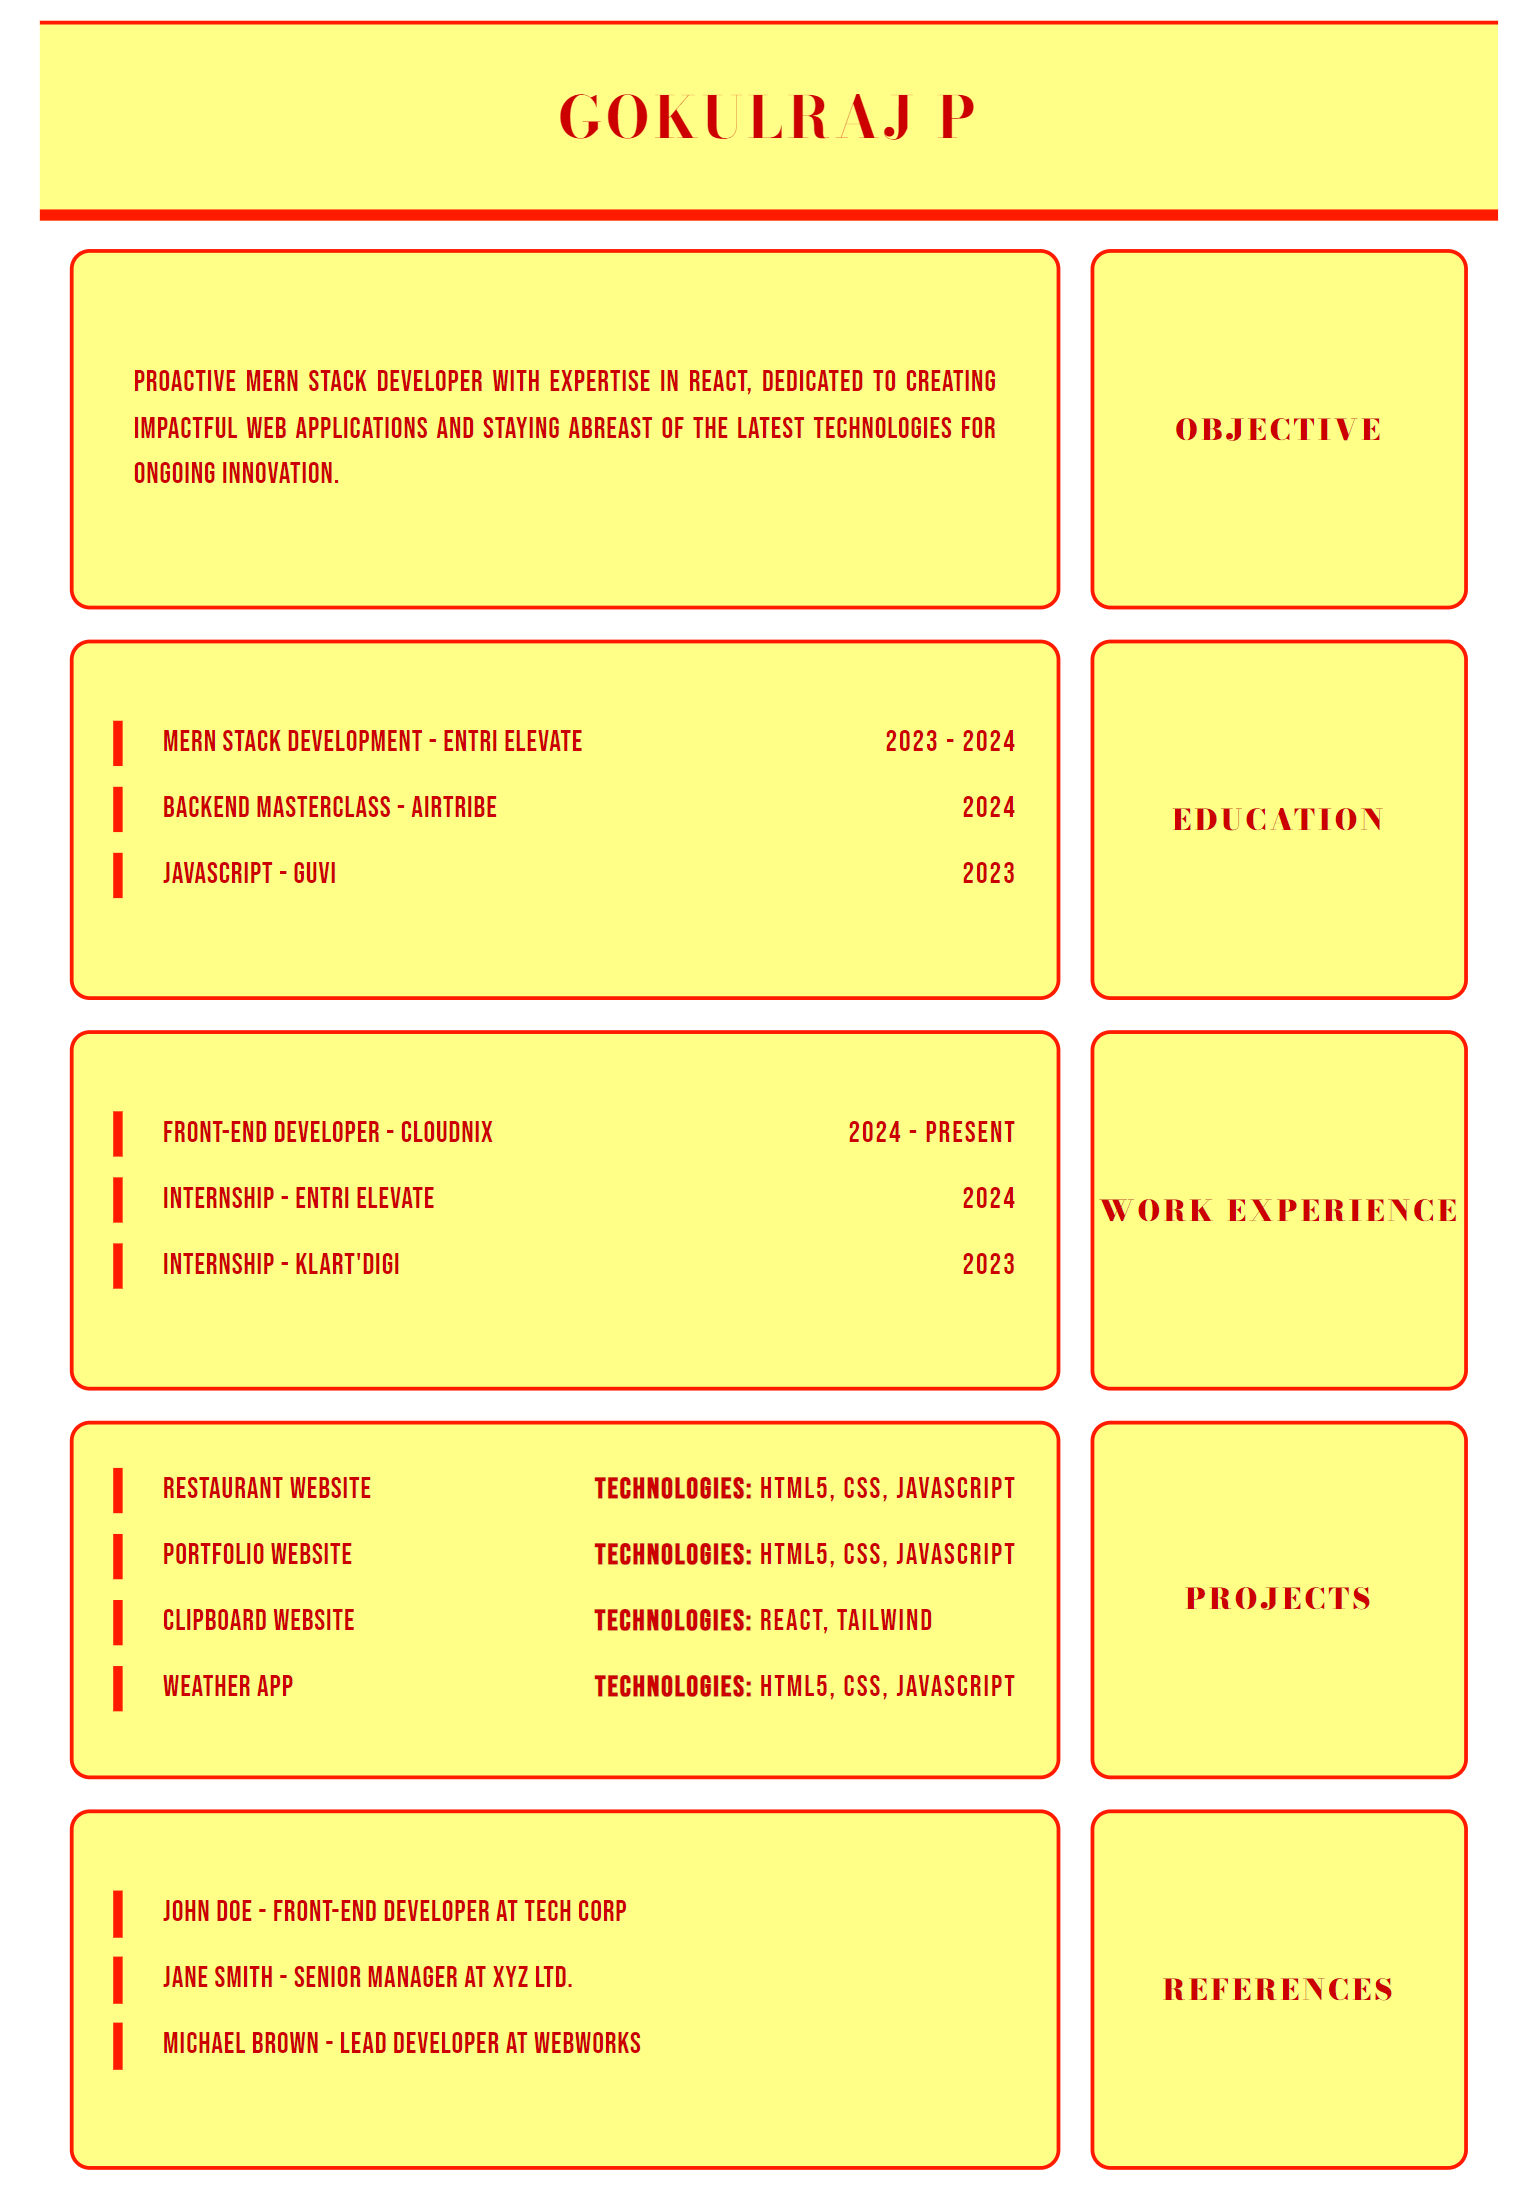 GOKULRAJ P
PROACTIVE MERN STACK DEVELOPER WITH EXPERTISE IN REACT, DEDICATED TO CREATING
IMPACTFUL WEB APPLICATIONS AND STAYING ABREAST OF THE LATEST TECHNOLOGIES FOR
ONGOING INNOVATION.
OBJECTIVE
MERN STACK DEVELOPMENT - ENTRI ELEVATE 2023 - 2024
BACKEND MASTERCLASS - AIRTRIBE 2024
JAVASCRIPT - GUVI 2023
EDUCATION
FRONT-END DEVELOPER - CLOUDNIX 2024 - PRESENT
INTERNSHIP - ENTRI ELEVATE 2024
INTERNSHIP - KLART'DIGI 2023
WORK EXPERIENCE
RESTAURANT WEBSITE TECHNOLOGIES: HTML5, CSS, JAVASCRIPT
PORTFOLIO WEBSITE TECHNOLOGIES: HTML5, CSS, JAVASCRIPT
CLIPBOARD WEBSITE TECHNOLOGIES: REACT, TAILWIND
WEATHER APP TECHNOLOGIES: HTML5, CSS, JAVASCRIPT
PROJECTS
JOHN DOE - FRONT-END DEVELOPER AT TECH CORP
JANE SMITH - SENIOR MANAGER AT XYZ LTD.
MICHAEL BROWN - LEAD DEVELOPER AT WEBWORKS
REFERENCES